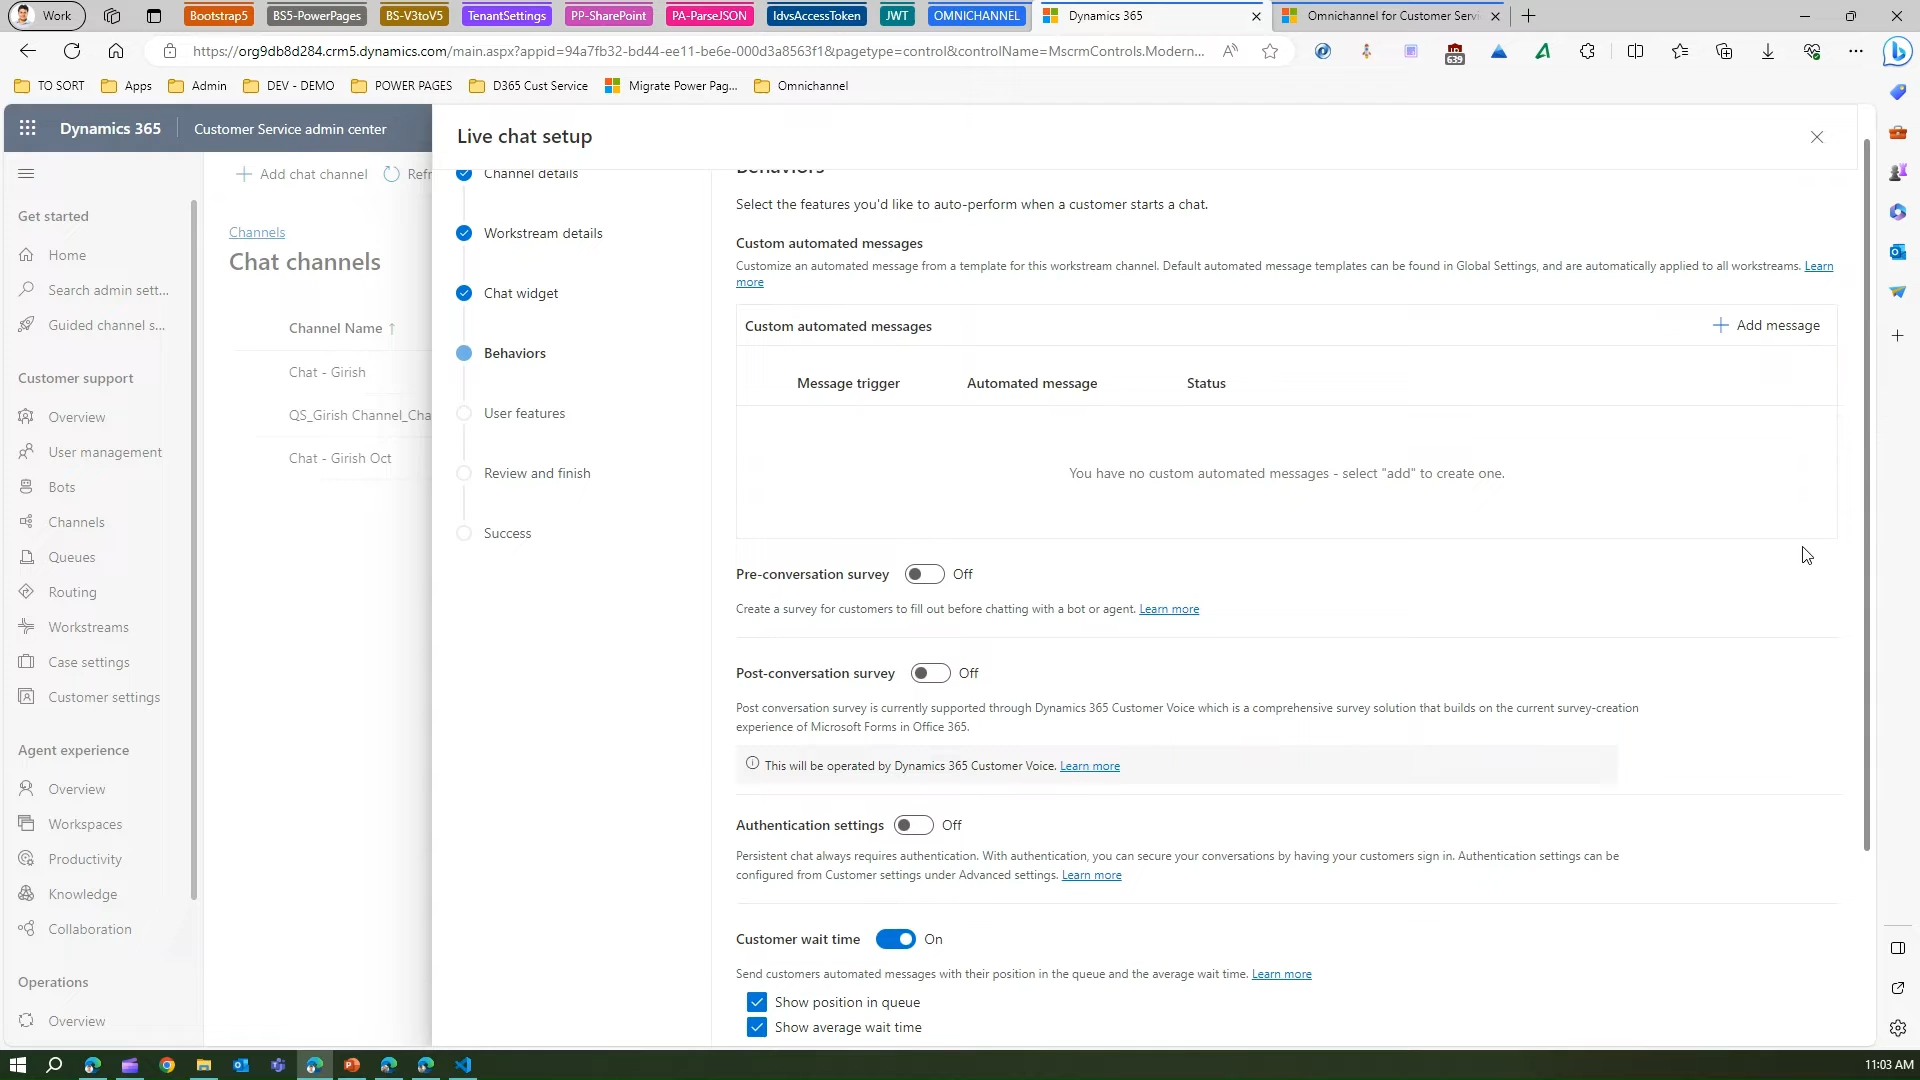 Work
Bootstrap5
BS5-PowerPages
BS-V3toV5
TenantSettings
PP-SharePoint
PA-ParseJSON
IdvsAccessToken
JWT
OMNICHANNEL
Dynamics 365
Omnichannel for Customer Servi
https://org9db8d284.crm5.dynamics.com/main.aspx?appid=94a7fb32-bd44-ee11-be6e-000d3a8563f1&pagetype=control&controlName=MscrmControls.Modern...
639
TO SORT
Apps
Admin
DEV - DEMO
POWER PAGES
D365 Cust Service
Migrate Power Pag...
Omnichannel
Dynamics 365
Customer Service admin center
Get started
Home
Search admin sett...
Guided channel s...
Customer support
Overview
User management
Bots
Channels
Queues
Routing
Workstreams
Case settings
Customer settings
Agent experience
Overview
Workspaces
Productivity
Knowledge
Collaboration
Operations
Overview
Add chat channel
Refr
Channels
Chat channels
Channel Name ↑
Chat - Girish
QS_Girish Channel_Cha
Chat - Girish Oct
Live chat setup
Channel details
Workstream details
Chat widget
Behaviors
User features
Review and finish
Success
Behaviors
Select the features you'd like to auto-perform when a customer starts a chat.
Custom automated messages
Customize an automated message from a template for this workstream channel. Default automated message templates can be found in Global Settings, and are automatically applied to all workstreams. Learn
more
Custom automated messages
Add message
Message trigger
Automated message
Status
You have no custom automated messages - select "add" to create one.
Pre-conversation survey Off
Create a survey for customers to fill out before chatting with a bot or agent. Learn more
Post-conversation survey Off
Post conversation survey is currently supported through Dynamics 365 Customer Voice which is a comprehensive survey solution that builds on the current survey-creation
experience of Microsoft Forms in Office 365.
This will be operated by Dynamics 365 Customer Voice. Learn more
Authentication settings Off
Persistent chat always requires authentication. With authentication, you can secure your conversations by having your customers sign in. Authentication settings can be
configured from Customer settings under Advanced settings. Learn more
Customer wait time On
Send customers automated messages with their position in the queue and the average wait time. Learn more
Show position in queue
Show average wait time
11:03 AM